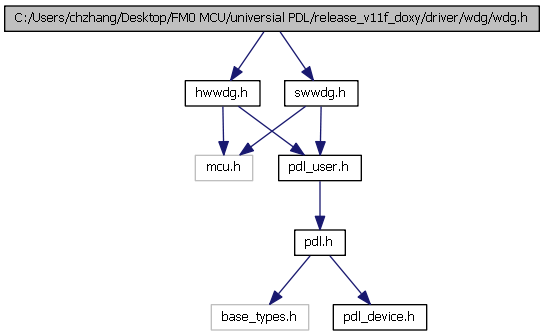 C:/Users/chzhang/Desktop/FM0 MCU/universial PDL/release_v11f_doxy/driver/wdg/wdg.h
hwwdg.h
swwdg.h
mcu.h
pdl_user.h
pdl.h
base_types.h
pdl_device.h